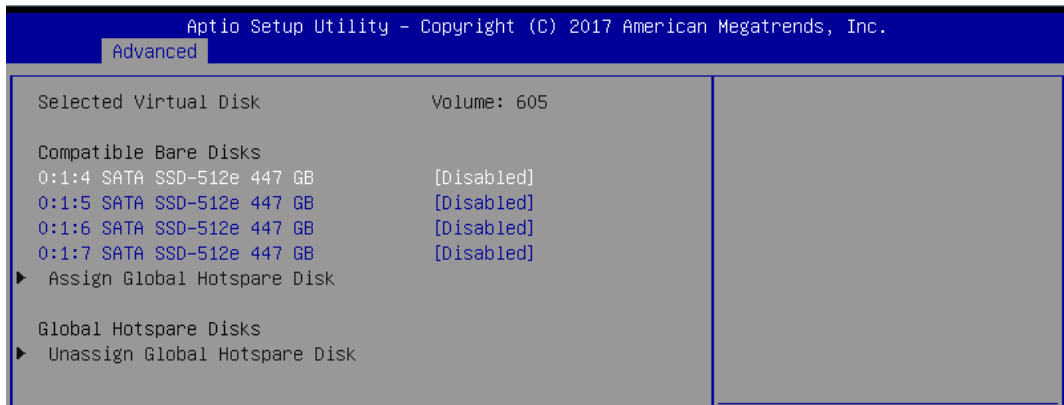 Aptio Setup Utility – Copyright (C) 2017 American Megatrends, Inc.
Advanced
Selected Virtual Disk Volume: 605
Compatible Bare Disks
0:1:4 SATA SSD-512e 447 GB [Disabled]
0:1:5 SATA SSD-512e 447 GB [Disabled]
0:1:6 SATA SSD-512e 447 GB [Disabled]
0:1:7 SATA SSD-512e 447 GB [Disabled]
Assign Global Hotspare Disk
Global Hotspare Disks
Unassign Global Hotspare Disk